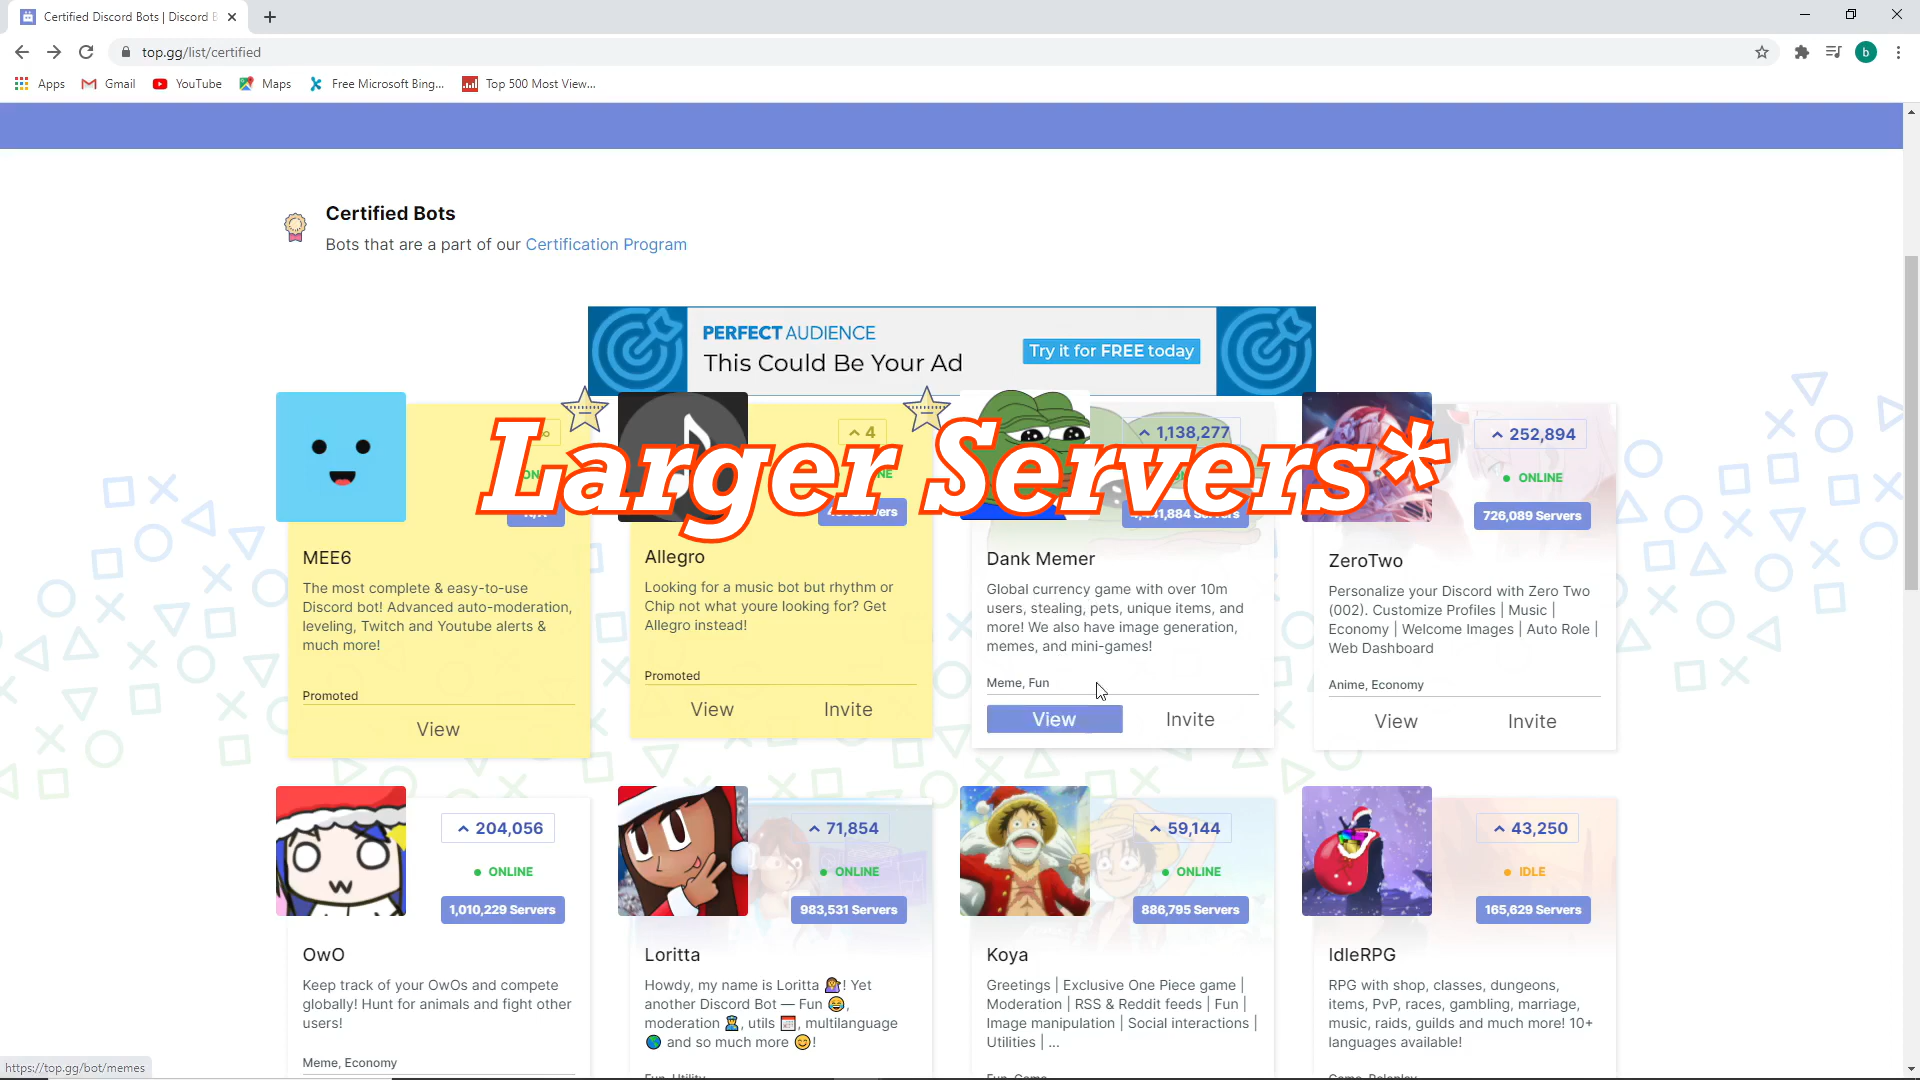 Certified Discord Bots | Discord B
top.gg/list/certified
b
Apps
Gmail
YouTube
Maps
Free Microsoft Bing...
Top 500 Most View...
Certified Bots
Bots that are a part of our Certification Program
PERFECT AUDIENCE
This Could Be Your Ad
Try it for FREE today
Larger Servers*
MEE6
The most complete & easy-to-use
Discord bot! Advanced auto-moderation,
leveling, Twitch and Youtube alerts &
much more!
Promoted
View
4
Allegro
Looking for a music bot but rhythm or
Chip not what youre looking for? Get
Allegro instead!
Promoted
View
Invite
1,138,277
Servers
Dank Memer
Global currency game with over 10m
users, stealing, pets, unique items, and
more! We also have image generation,
memes, and mini-games!
Meme, Fun
View
Invite
252,894
ONLINE
726,089 Servers
ZeroTwo
Personalize your Discord with Zero Two
(002). Customize Profiles | Music |
Economy | Welcome Images | Auto Role |
Web Dashboard
Anime, Economy
View
Invite
204,056
ONLINE
1,010,229 Servers
OwO
Keep track of your OwOs and compete
globally! Hunt for animals and fight other
users!
Meme, Economy
71,854
ONLINE
983,531 Servers
Loritta
Howdy, my name is Loritta 💁! Yet
another Discord Bot — Fun 😂,
moderation 👮, utils 📅, multilanguage
🌎 and so much more 😊!
Fun, Utility
59,144
ONLINE
886,795 Servers
Koya
Greetings | Exclusive One Piece game |
Moderation | RSS & Reddit feeds | Fun |
Image manipulation | Social interactions |
Utilities | ...
Fun, Game
43,250
IDLE
165,629 Servers
IdleRPG
RPG with shop, classes, dungeons,
items, PvP, races, gambling, marriage,
music, raids, guilds and much more! 10+
languages available!
Game, Roleplay
https://top.gg/bot/memes